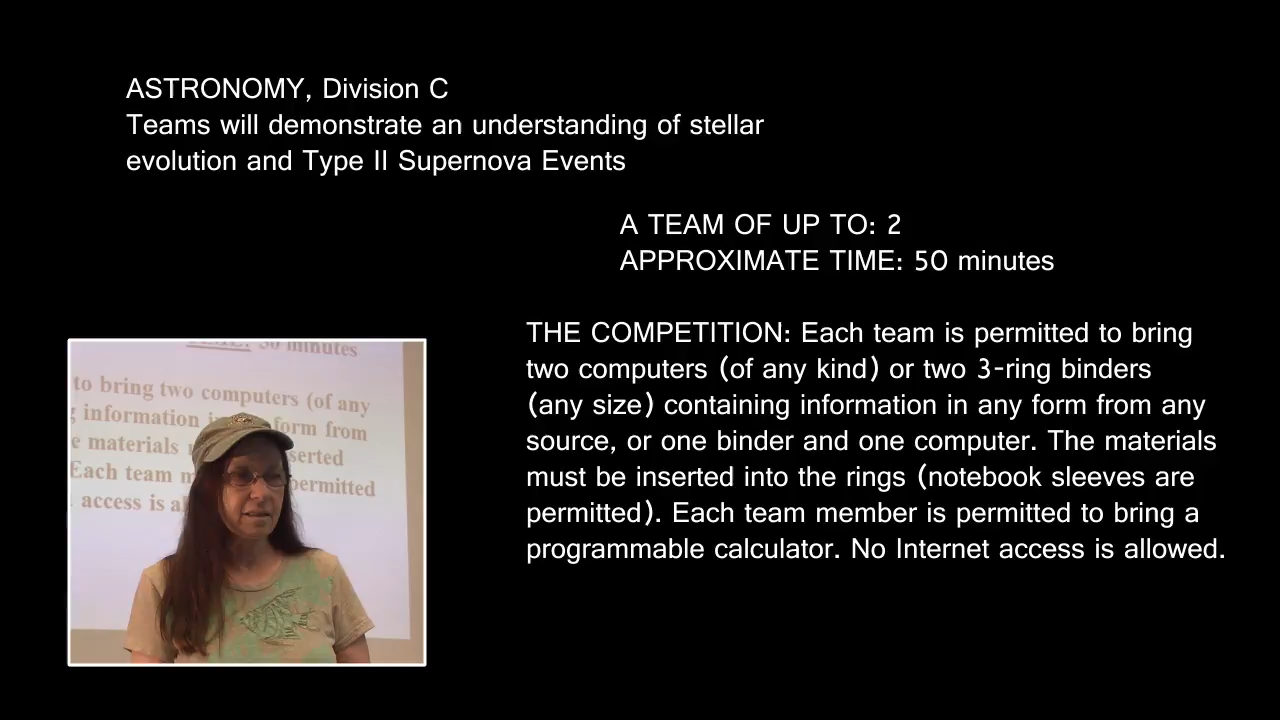 ASTRONOMY, Division C
Teams will demonstrate an understanding of stellar
evolution and Type II Supernova Events
A TEAM OF UP TO: 2
APPROXIMATE TIME: 50 minutes
THE COMPETITION: Each team is permitted to bring
two computers (of any kind) or two 3-ring binders
(any size) containing information in any form from any
source, or one binder and one computer. The materials
must be inserted into the rings (notebook sleeves are
permitted). Each team member is permitted to bring a
programmable calculator. No Internet access is allowed.
TIME: 50 minutes
to bring two computers (of any
information form from
materials serted
Each team permitted
access is